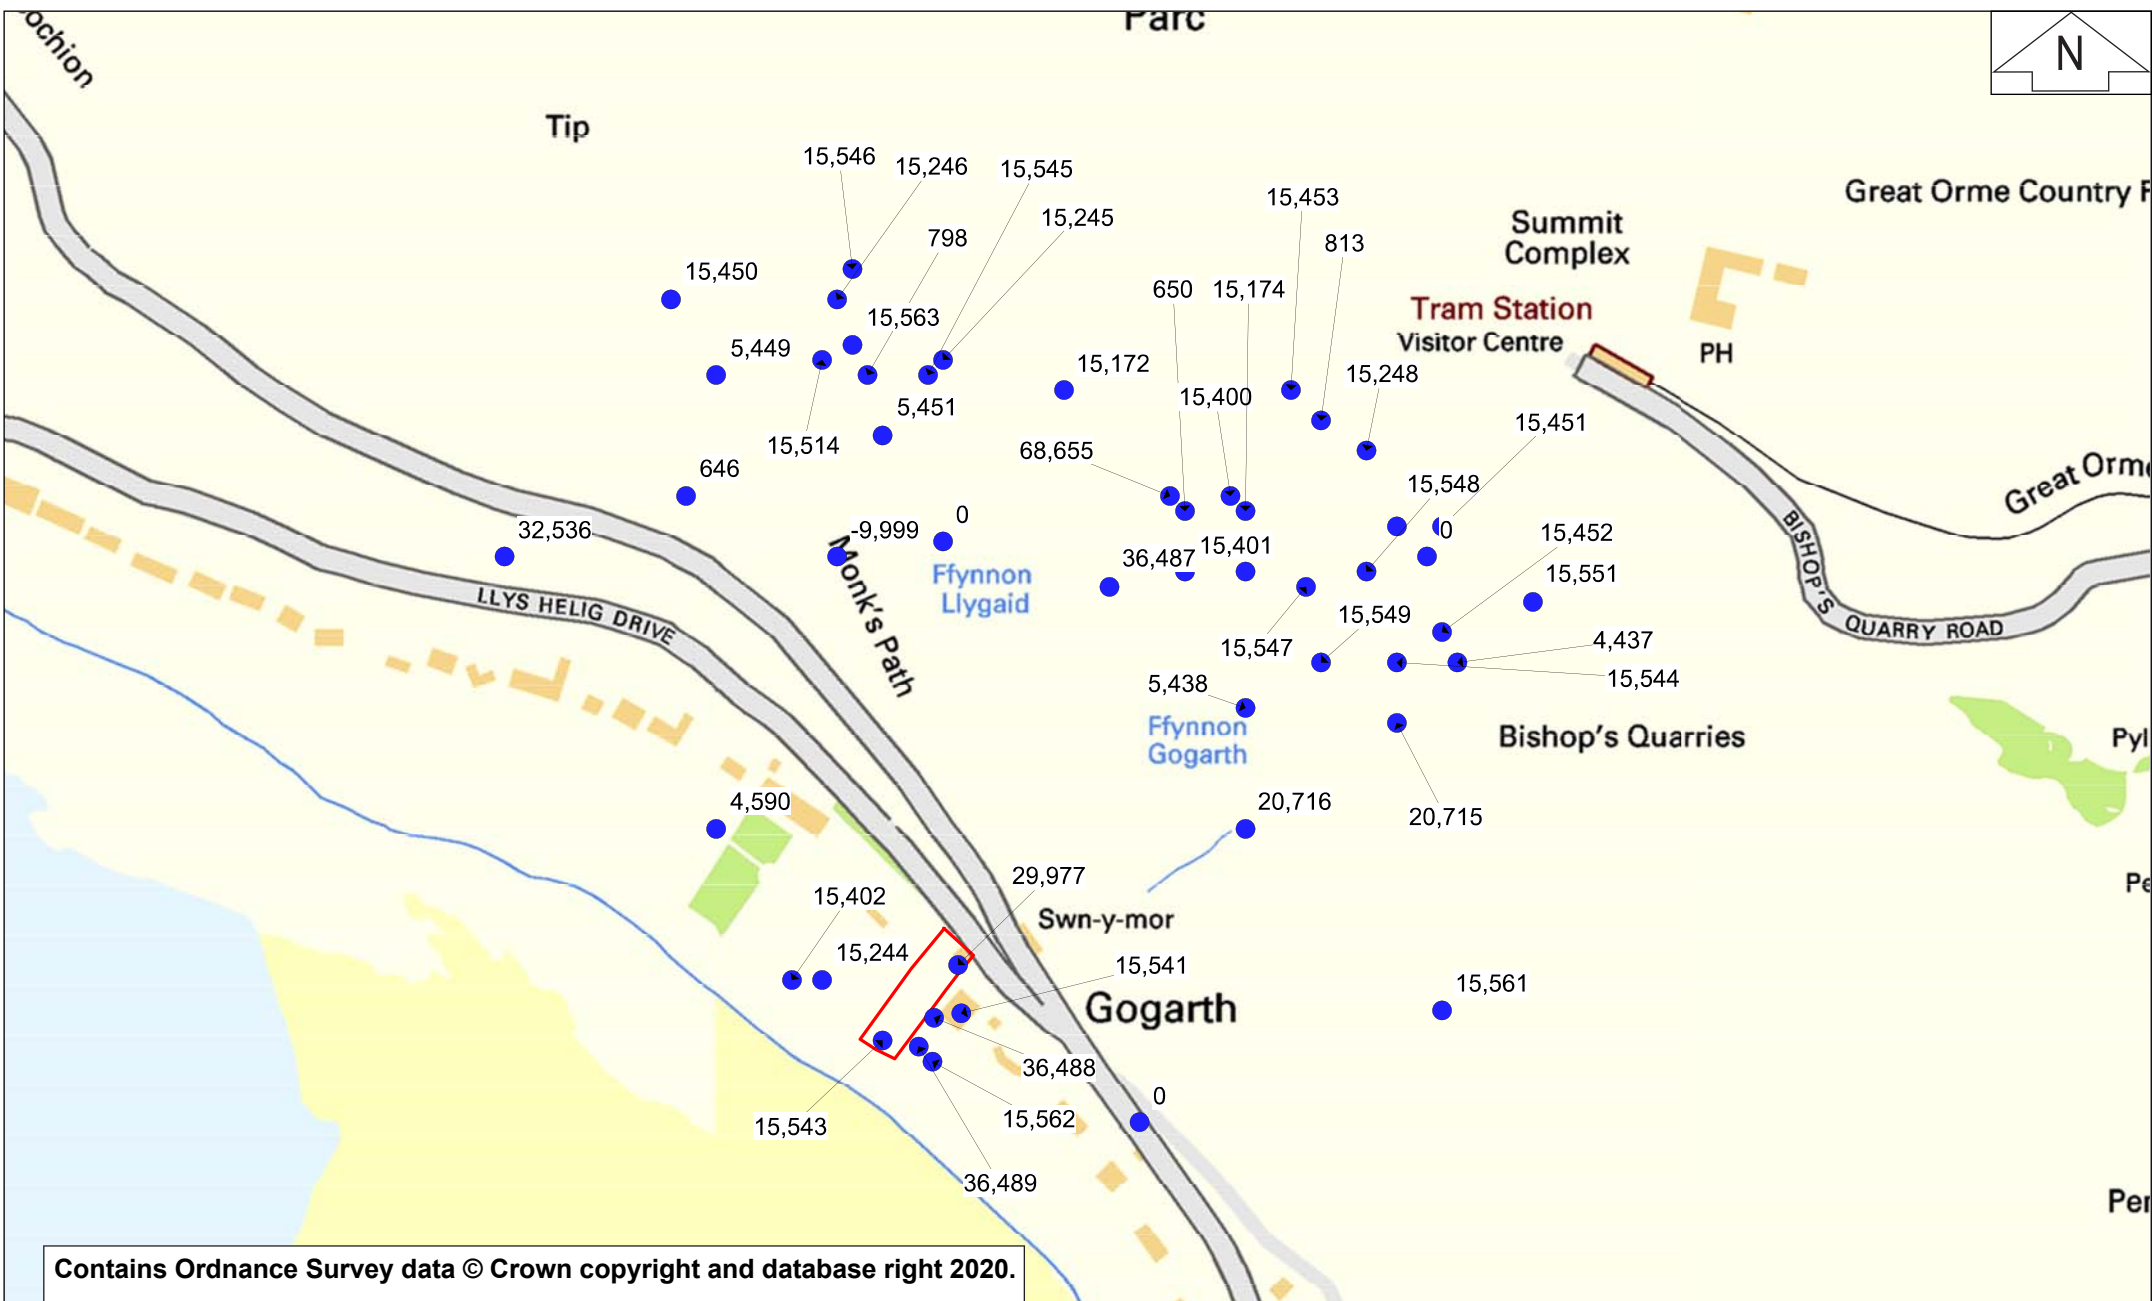 Parc
ochion
N
Tip
15,546
15,246
15,545
15,453
Great Orme Country
15,245
Summit
Complex
798
813
15,450
650
15,174
Tram Station
15,563
Visitor Centre
5,449
PH
15,172
15,248
15,400
5,451
15,451
15,514
68,655
646
Great Orme
15,548
0
32,536
-9,999
0
15,452
15,401
36,487
BISHOP'S
QUARRY ROAD
Monk's Path
Ffynnon
Llygaid
15,551
LLYS HELIG DRIVE
15,549
15,547
4,437
15,544
5,438
Ffynnon
Gogarth
Bishop's Quarries
Pyl
4,590
20,716
20,715
29,977
Pe
15,402
Swn-y-mor
15,244
15,541
15,561
Gogarth
36,488
0
15,543
15,562
36,489
Per
Contains Ordnance Survey data © Crown copyright and database right 2020.